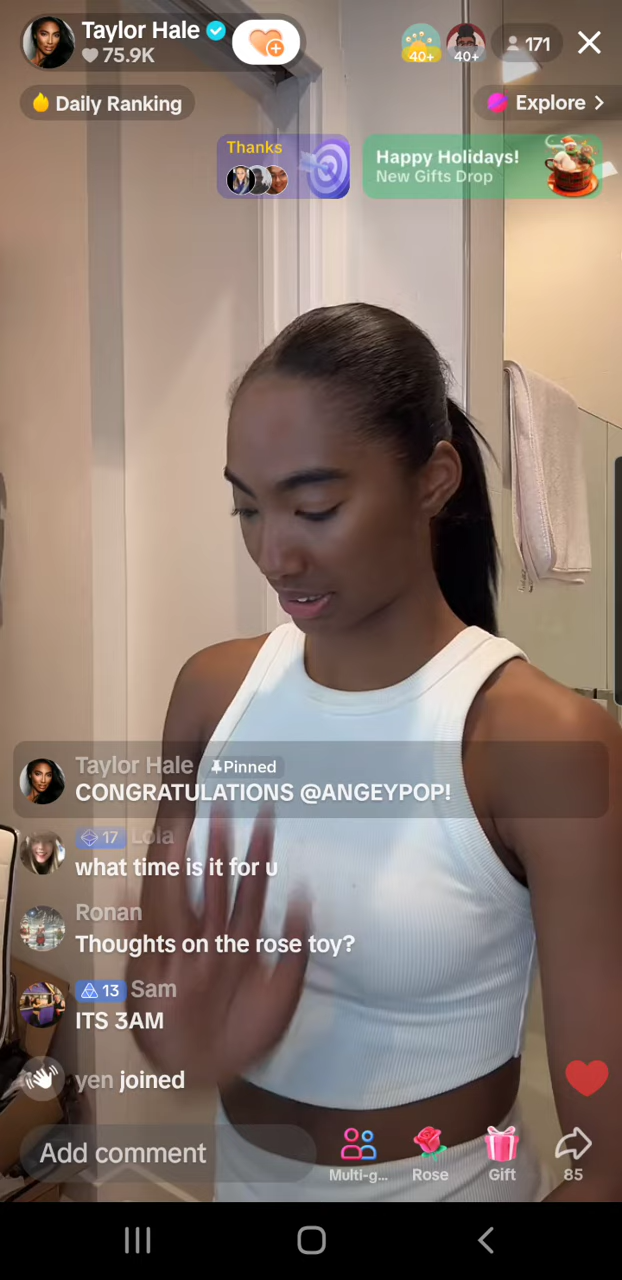 Taylor Hale
75.9K
40+
40+
171
Daily Ranking
Explore >
Thanks
Happy Holidays!
New Gifts Drop
Taylor Hale Pinned
CONGRATULATIONS @ANGEYPOP!
17 Lola
what time is it for u
Ronan
Thoughts on the rose toy?
13 Sam
ITS 3AM
yen joined
Add comment
Multi-g...
Rose
Gift
85